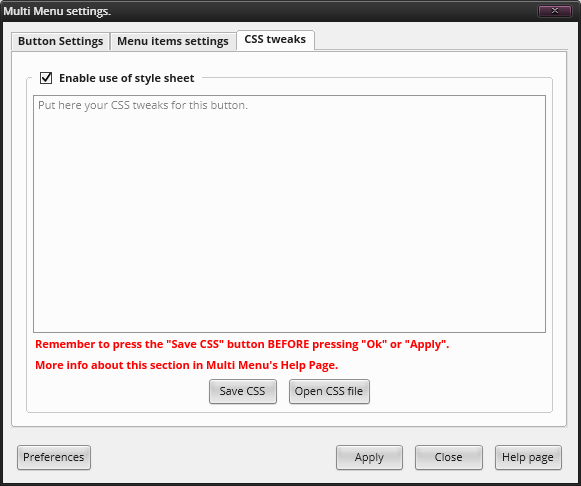 Multi Menu settings.
Button Settings Menu items settings CSS tweaks
Enable use of style sheet
Put here your CSS tweaks for this button.
Remember to press the "Save CSS" button BEFORE pressing "Ok" or "Apply".
More info about this section in Multi Menu's Help Page.
Save CSS Open CSS file
Preferences Apply Close Help page